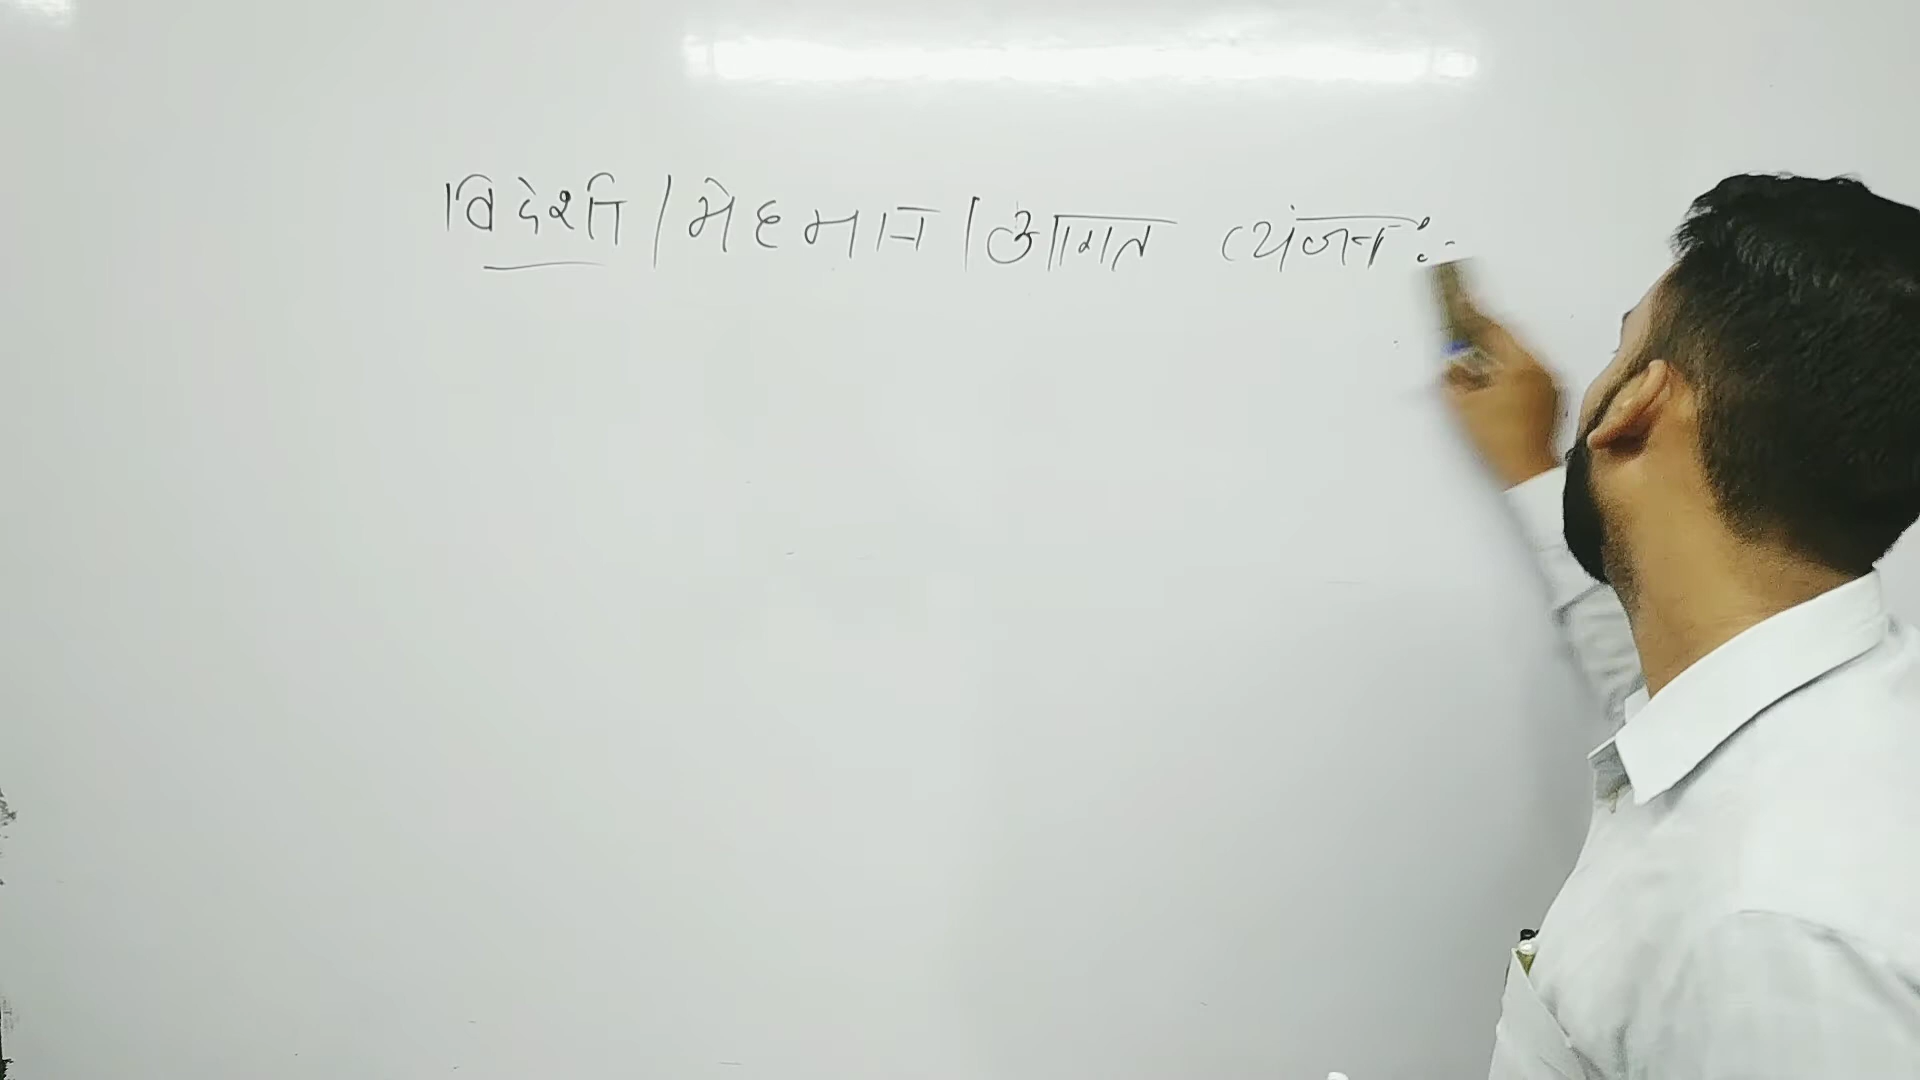 विदेशी / मेहमान / आगत व्यंजन :-